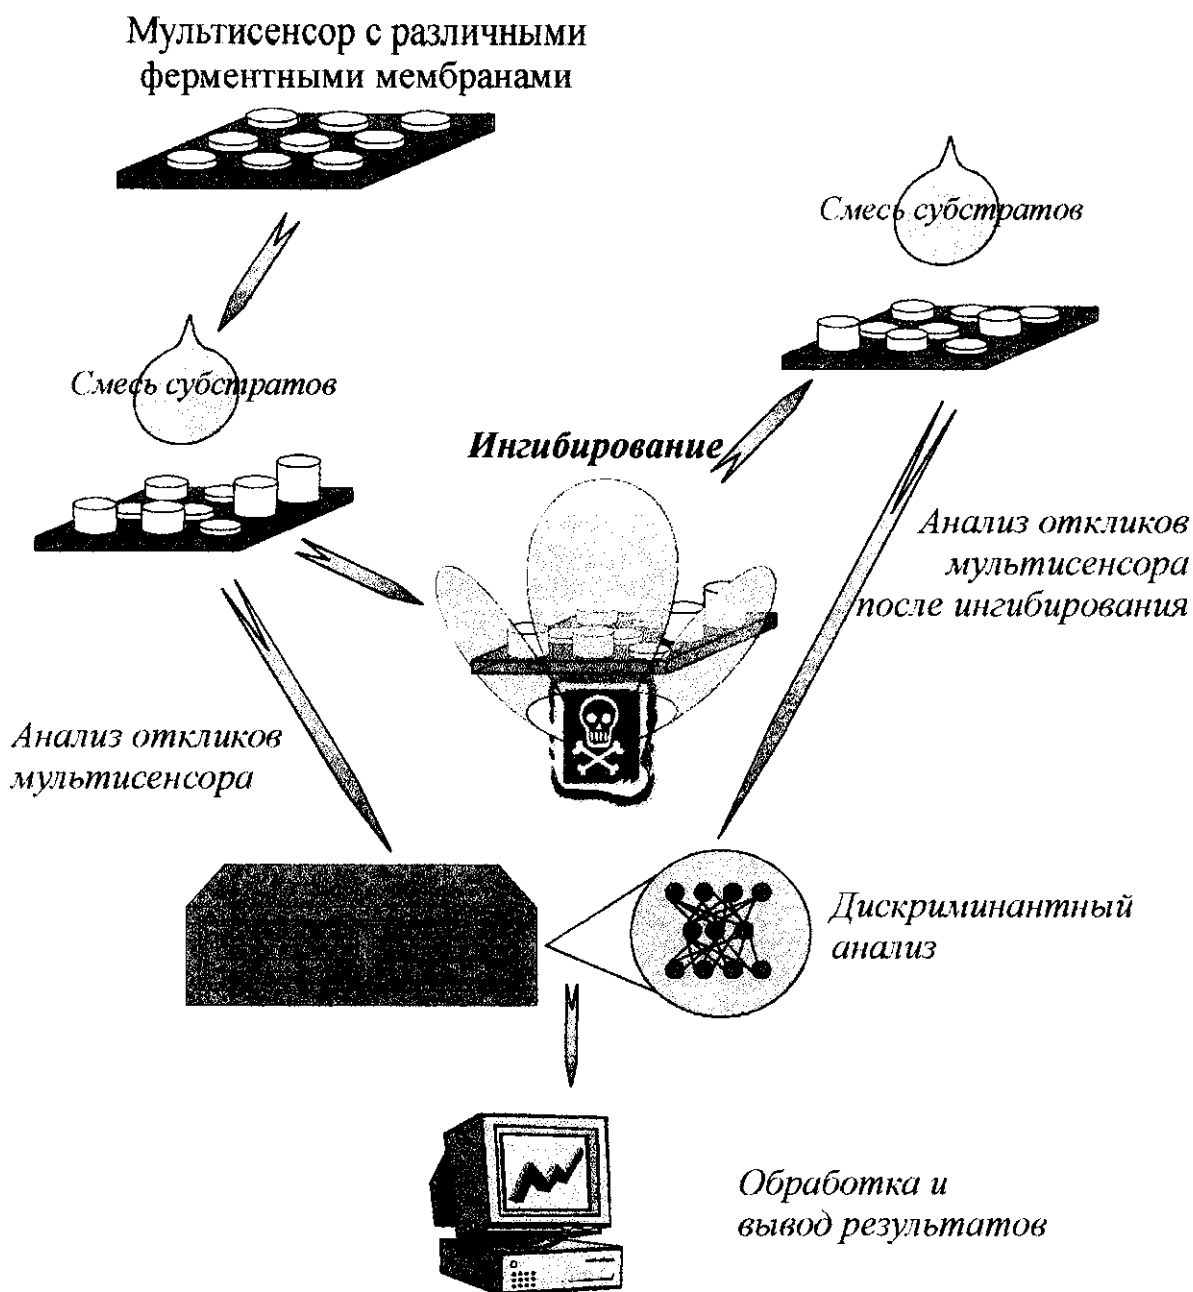 Мультисенсор с различными
ферментными мембранами
Смесь субстратов
Смесь субстратов
Ингибирование
Анализ откликов
мультисенсора
после ингибирования
Анализ откликов
мультисенсора
Дискриминантный
анализ
Обработка и
вывод результатов